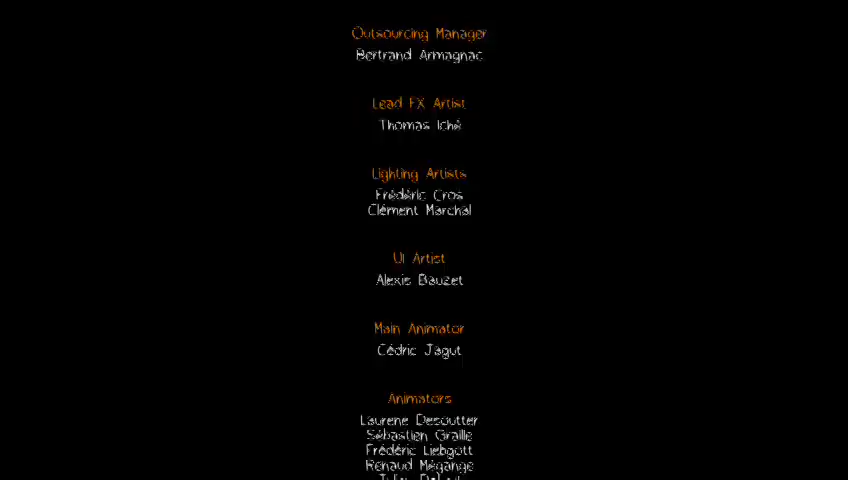 Outsourcing Manager
Bertrand Armagnac
Lead FX Artist
Thomas Iché
Lighting Artists
Frédéric Cros
Clément Marchal
UI Artist
Alexis Bauzet
Main Animator
Cédric Jagut
Animators
Laurene Desoutter
Sébastien Graille
Frédéric Liebgott
Renaud Mégange